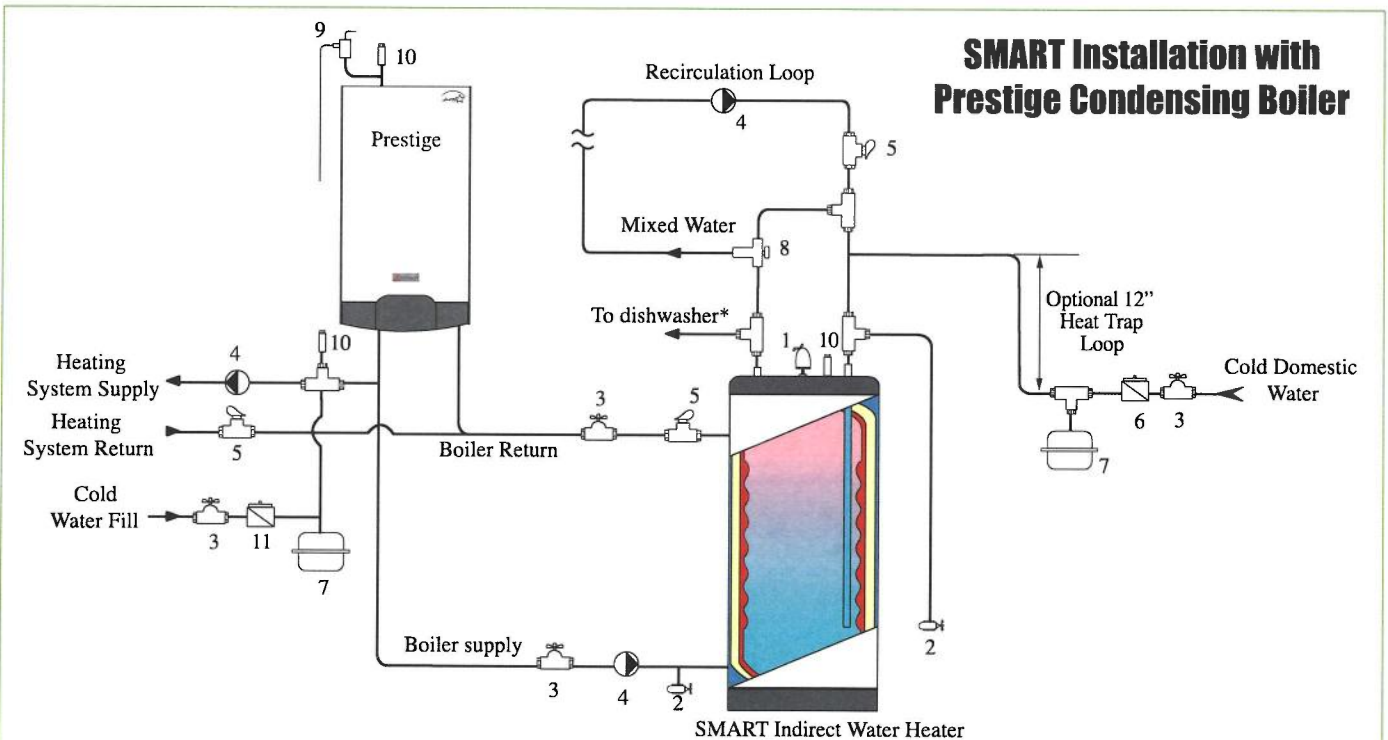 SMART Installation with
Prestige Condensing Boiler
9
10
Prestige
Recirculation Loop
4
5
Mixed Water
8
To dishwasher*
1
10
Optional 12”
Heat Trap
Loop
Cold Domestic
Water
6
3
7
10
Heating
System Supply
4
Heating
System Return
5
Boiler Return
3
5
Cold
Water Fill
3
11
7
Boiler supply
3
4
2
2
SMART Indirect Water Heater